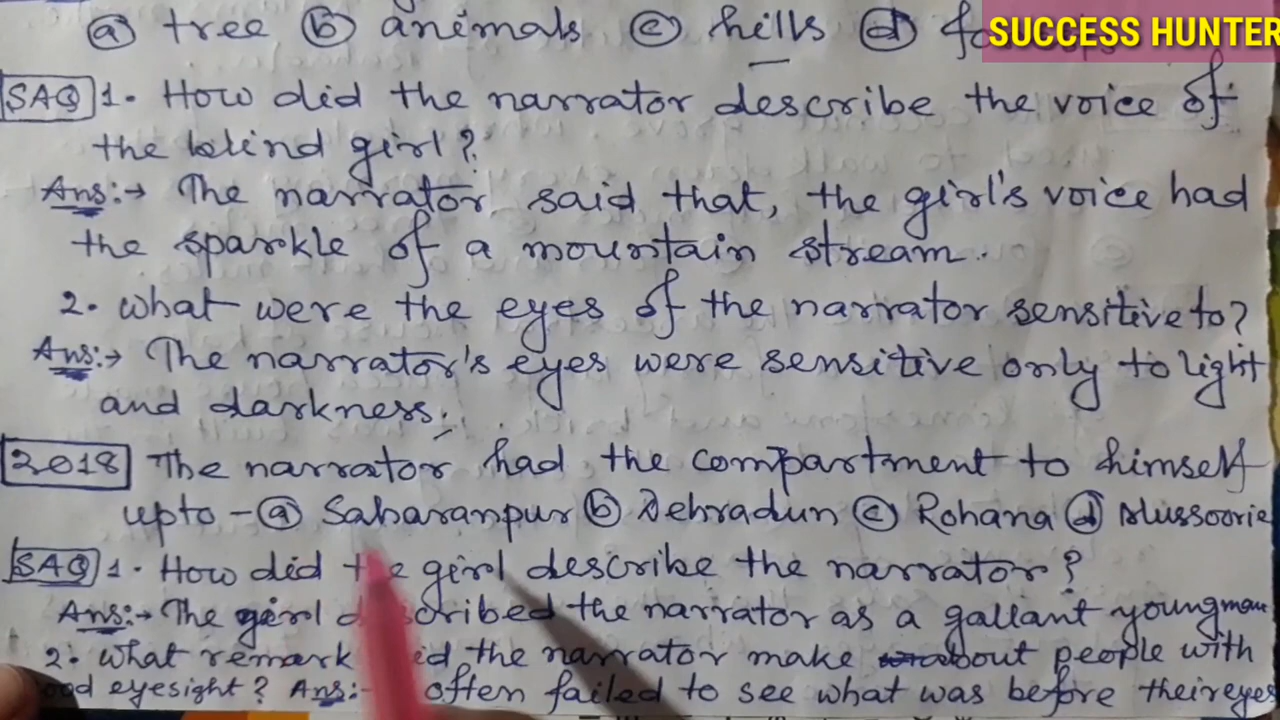 SUCCESS HUNTER
ⓐ tree ⓑ animals ⓒ hills ⓓ
SAQ 1. How did the narrator describe the voice of
the blind girl?
Ans:→ The narrator said that, the girl's voice had
the sparkle of a mountain stream.
2. what were the eyes of the narrator sensitive to?
Ans:→ The narrator's eyes were sensitive only to light
and darkness.
2018 The narrator had the compartment to himself
upto - ⓐ Saharanpur ⓑ Dehradun ⓒ Rohana ⓓ Mussoorie
SAQ 1. How did the girl describe the narrator?
Ans:→ The girl described the narrator as a gallant youngman
2. what remark did the narrator make about people with
eyesight? Ans:- often failed to see what was before their eyes